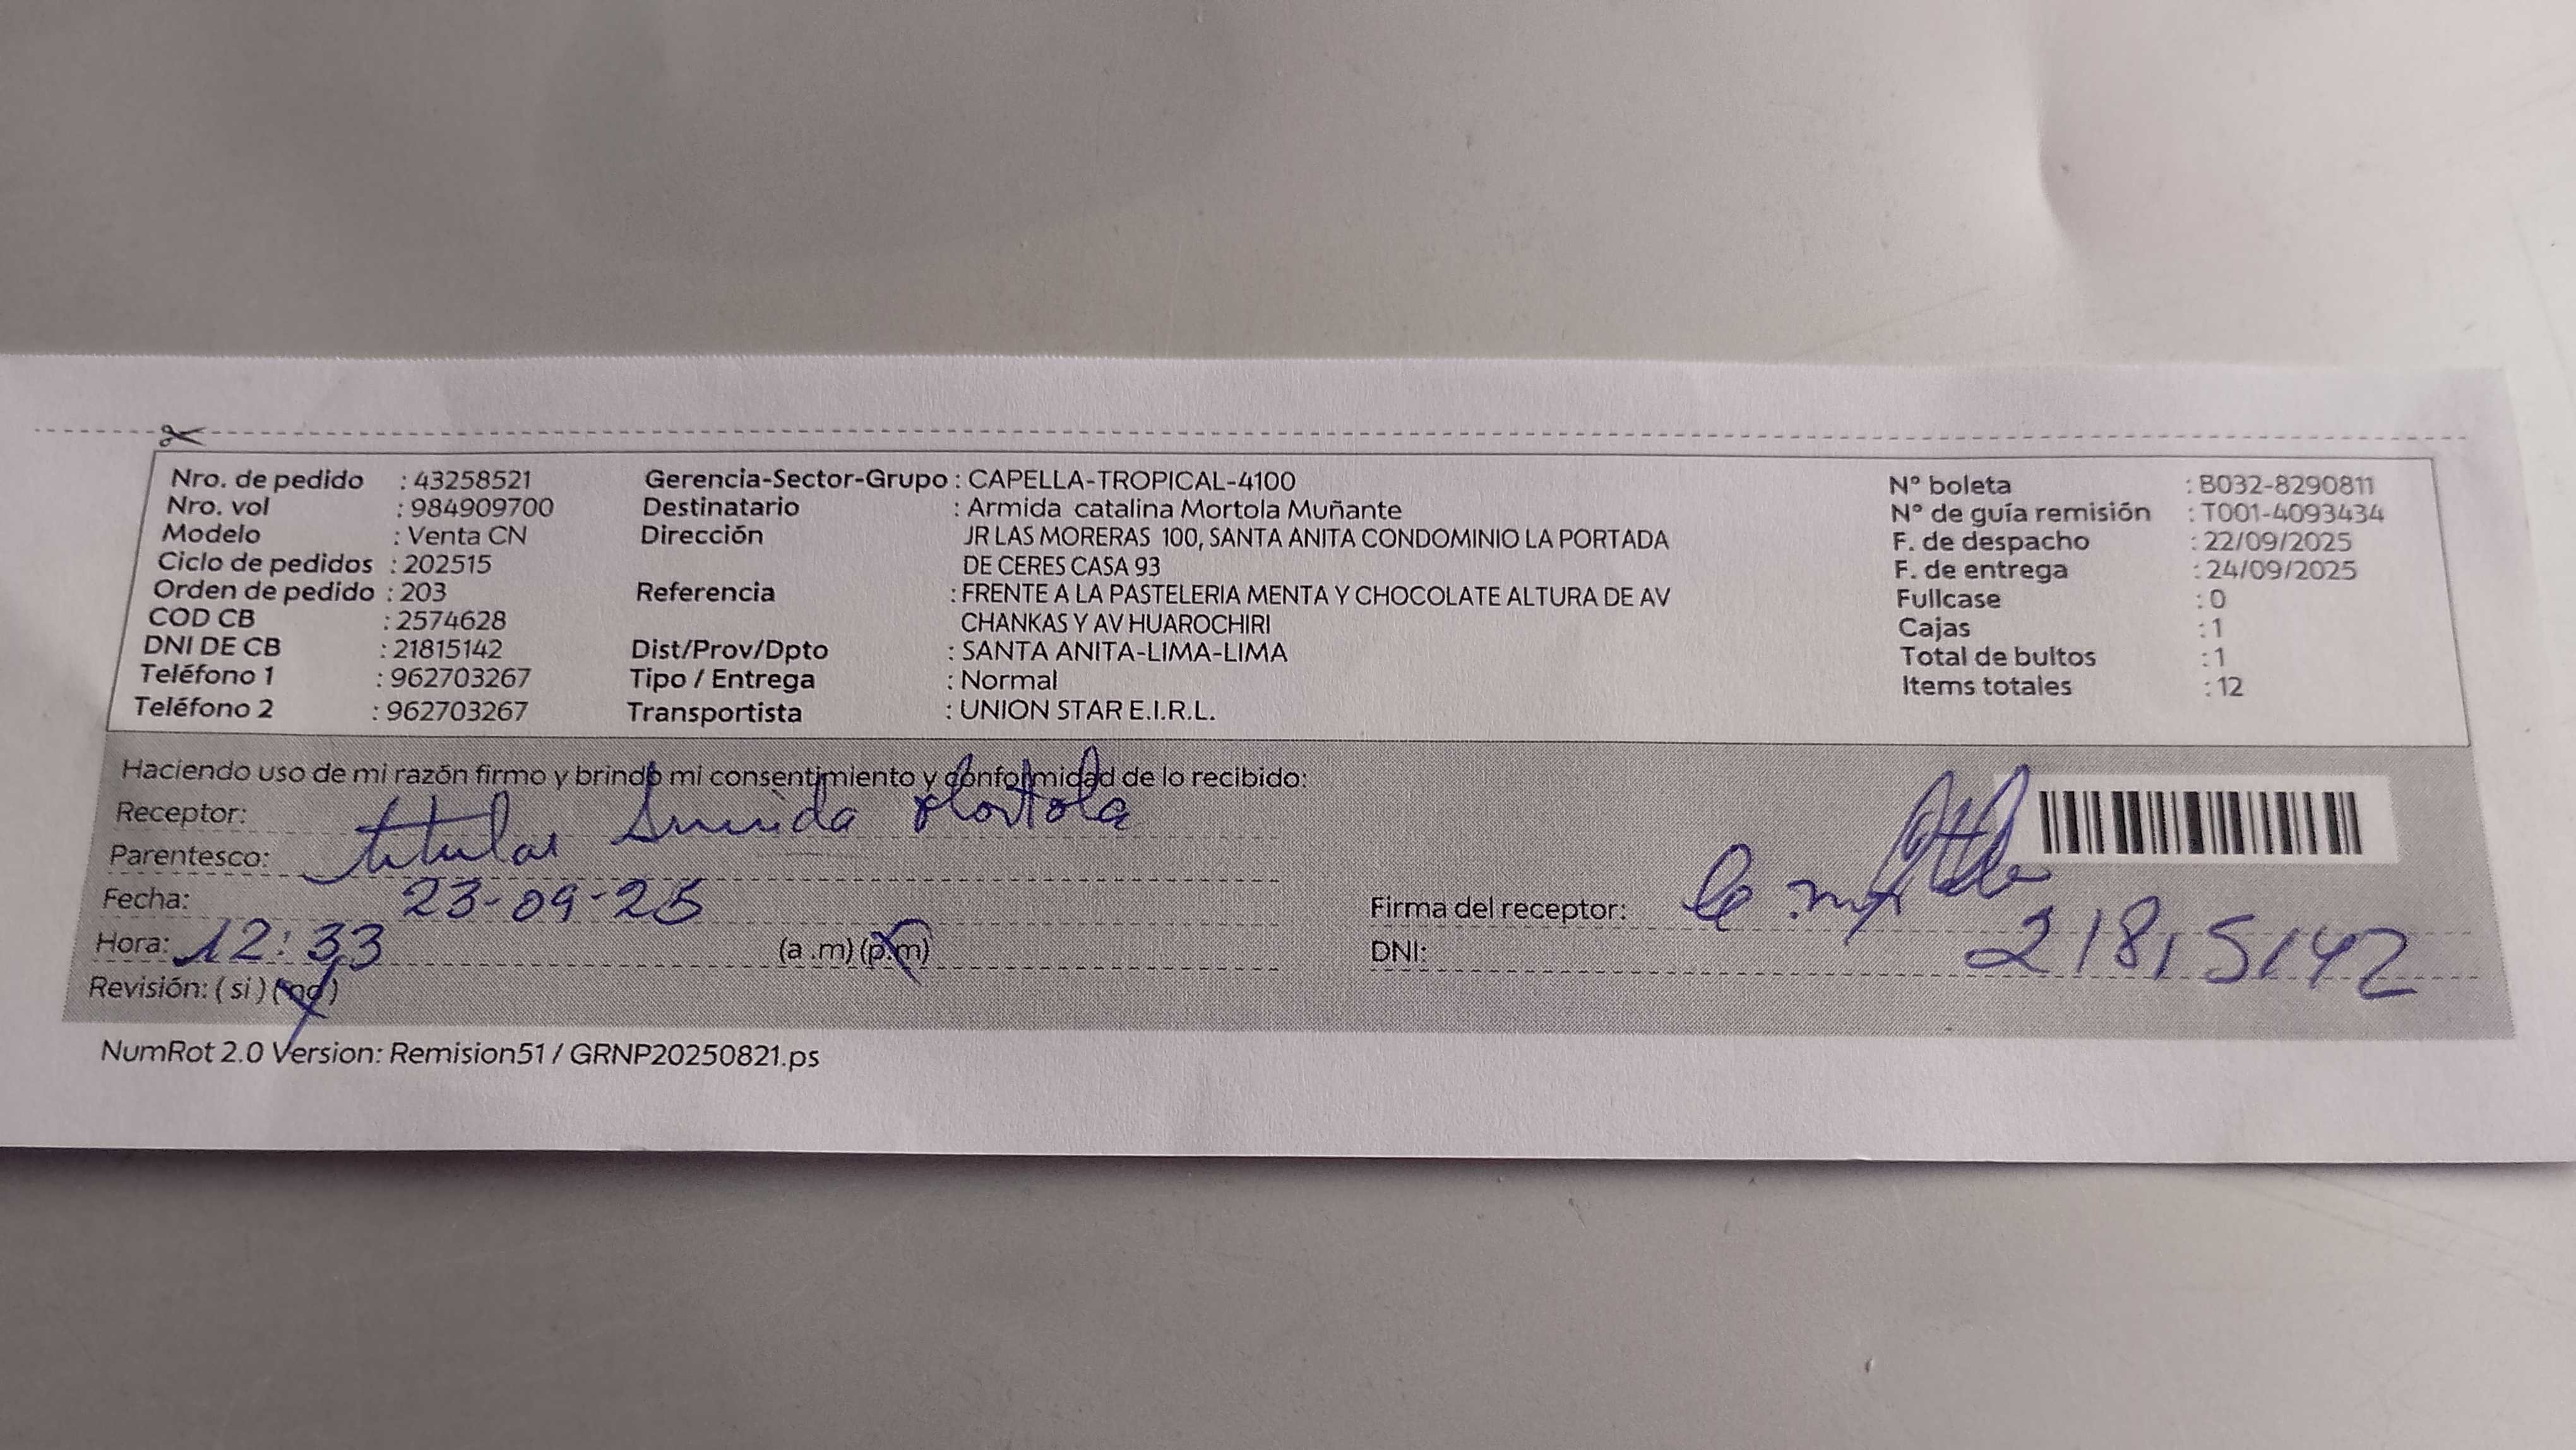 Nro. de pedido : 43258521
Nro. vol : 984909700
Modelo : Venta CN
Ciclo de pedidos : 202515
Orden de pedido : 203
COD CB : 2574628
DNI DE CB : 21815142
Teléfono 1 : 962703267
Teléfono 2 : 962703267
Gerencia-Sector-Grupo : CAPELLA-TROPICAL-4100
Destinatario : Armida catalina Mortola Muñante
Dirección JR LAS MORERAS 100, SANTA ANITA CONDOMINIO LA PORTADA
DE CERES CASA 93
Referencia : FRENTE A LA PASTELERIA MENTA Y CHOCOLATE ALTURA DE AV
CHANKAS Y AV HUAROCHIRI
Dist/Prov/Dpto : SANTA ANITA-LIMA-LIMA
Tipo / Entrega : Normal
Transportista : UNION STAR E.I.R.L.
N° boleta : B032-8290811
N° de guía remisión : T001-4093434
F. de despacho : 22/09/2025
F. de entrega : 24/09/2025
Fullcase : 0
Cajas : 1
Total de bultos : 1
Items totales : 12
Haciendo uso de mi razón firmo y brindo mi consentimiento y conformidad de lo recibido:
Receptor: Armida Mortola
Parentesco: titular
Fecha: 23-09-25
Hora: 12:33 (a .m) (p.m)
Revisión: ( si ) ( no )
Firma del receptor:
DNI: 21815142
NumRot 2.0 Version: Remision51 / GRNP20250821.ps